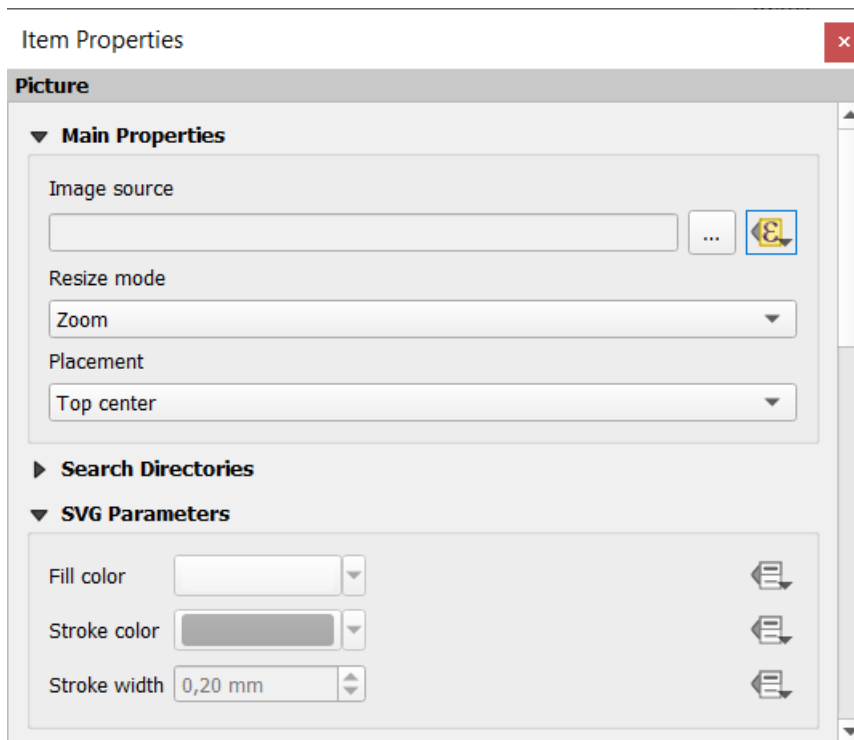 Item Properties
Picture
Main Properties
Image source
...
ε
Resize mode
Zoom
Placement
Top center
Search Directories
SVG Parameters
Fill color
Stroke color
Stroke width 0,20 mm